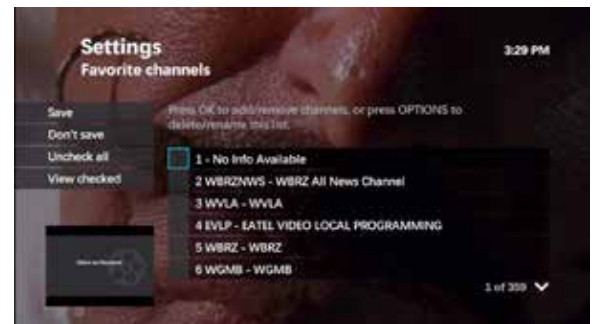 Settings
3:29 PM
Favorite channels
Save
Don't save
Uncheck all
View checked
Press OK to add/remove channels, or press OPTIONS to
delete/rename this list.
1 - No Info Available
2 WBRZNWS - WBRZ All News Channel
3 WVLA - WVLA
4 EVLP - EATEL VIDEO LOCAL PROGRAMMING
5 WBRZ - WBRZ
6 WGMB - WGMB
1 of 359